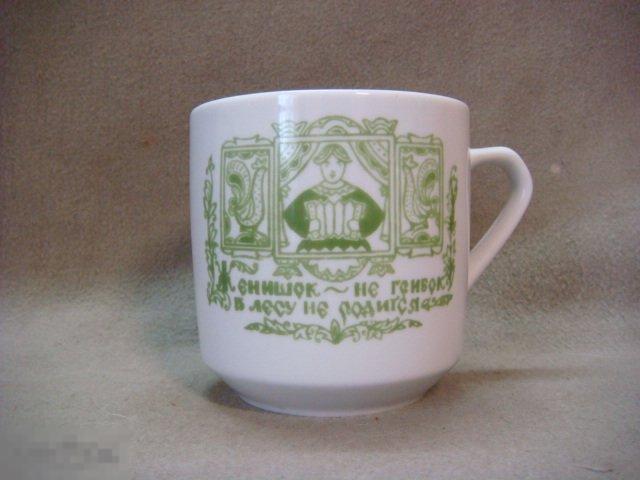 Женишок ~ не грибок
в лесу не родится